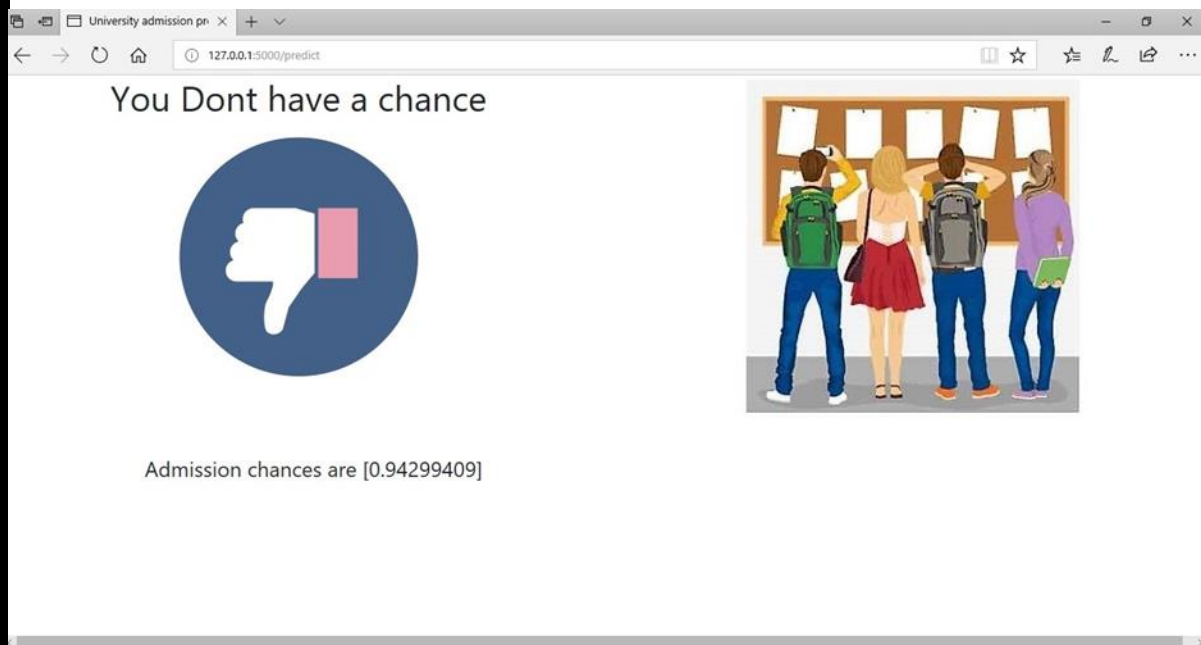 University admission pr
127.0.0.1:5000/predict
You Dont have a chance
Admission chances are [0.94299409]